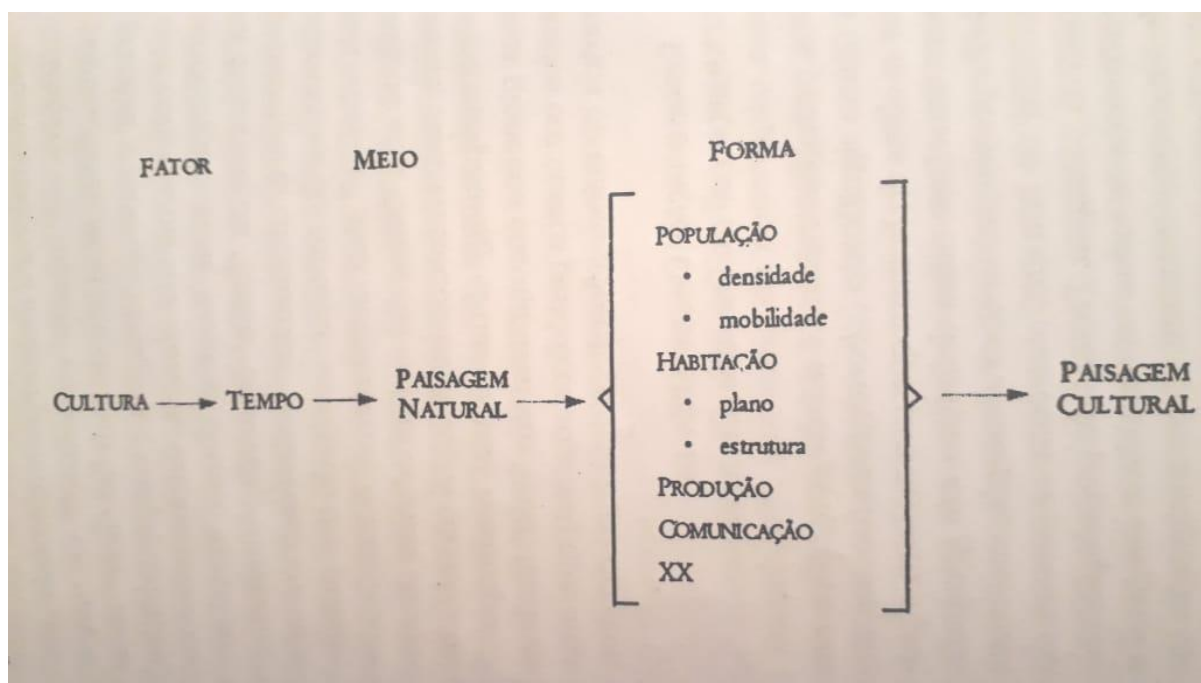 FATOR MEIO FORMA
POPULAÇÃO
• densidade
• mobilidade
HABITAÇÃO
• plano
• estrutura
PRODUÇÃO
COMUNICAÇÃO
XX
CULTURA → TEMPO → PAISAGEM NATURAL →
→ PAISAGEM CULTURAL